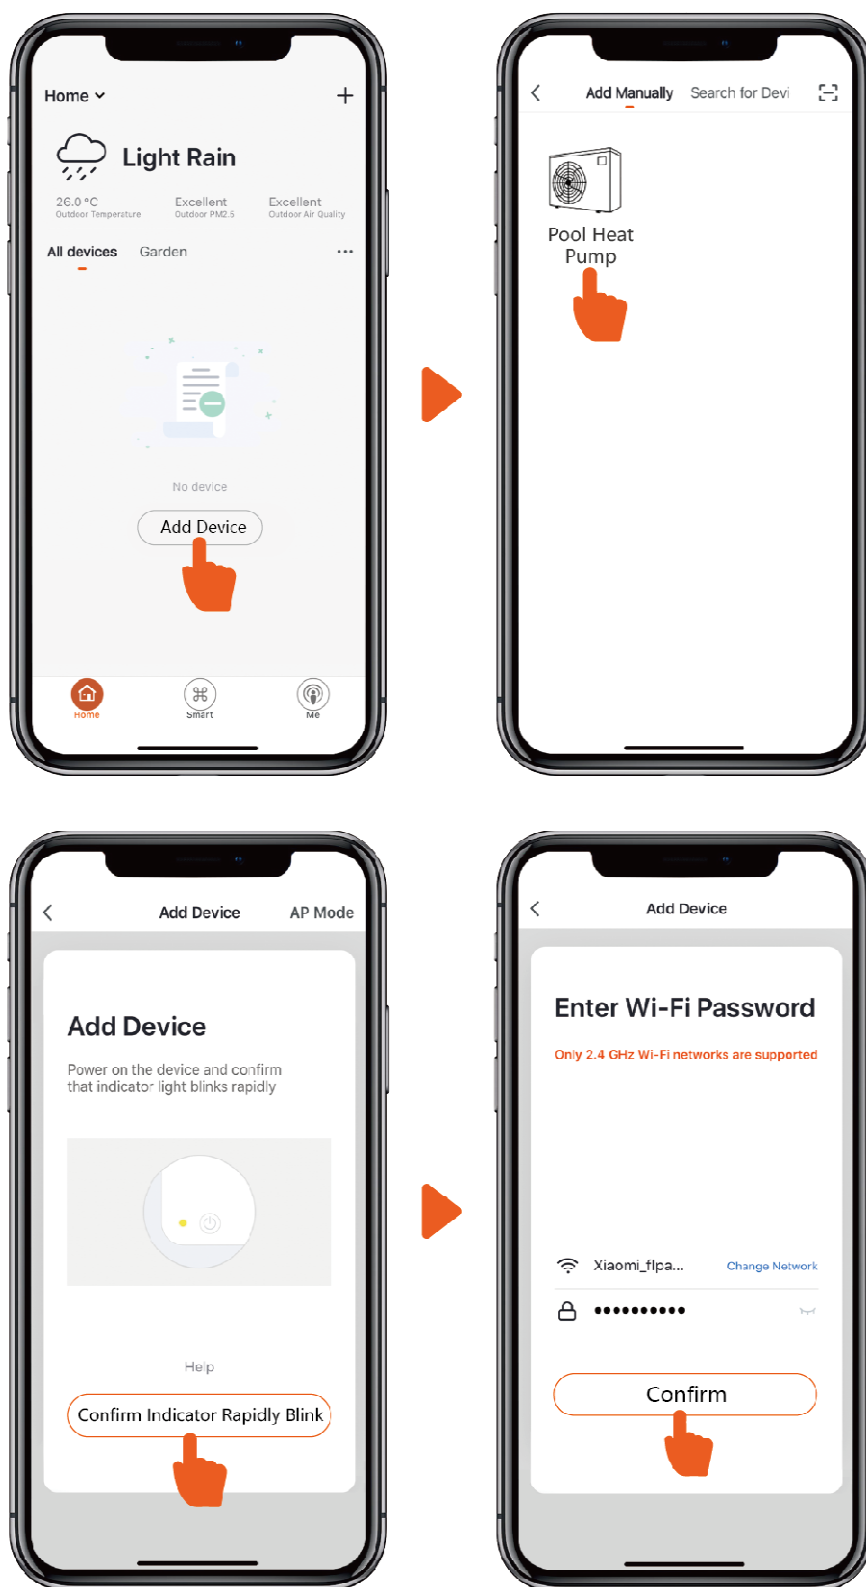 Home
Light Rain
26.0 °C Excellent Excellent
Outdoor Temperature Outdoor PM2.5 Outdoor Air Quality
All devices Garden
No device
Add Device
Home Smart Me
Add Manually Search for Devi
Pool Heat
Pump
Add Device AP Mode
Add Device
Power on the device and confirm
that indicator light blinks rapidly
Help
Confirm Indicator Rapidly Blink
Add Device
Enter Wi-Fi Password
Only 2.4 GHz Wi-Fi networks are supported
Xiaomi_flpa... Change Network
Confirm